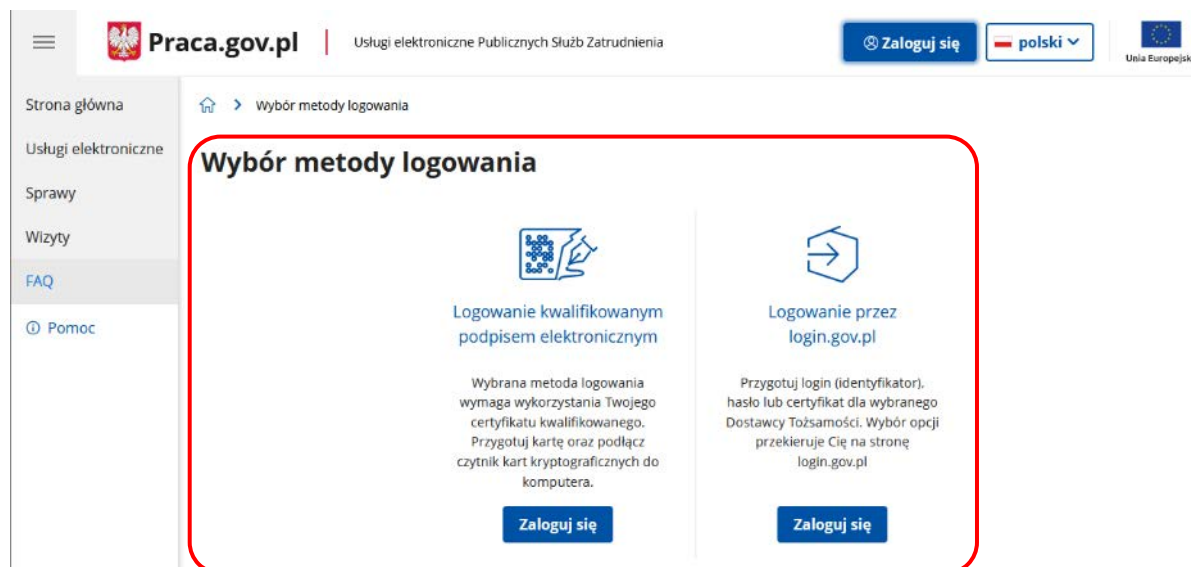 Praca.gov.pl
Usługi elektroniczne Publicznych Służb Zatrudnienia
Zaloguj się
polski
Unia Europejsk
Strona główna
Usługi elektroniczne
Sprawy
Wizyty
FAQ
Pomoc
Wybór metody logowania
Wybór metody logowania
Logowanie kwalifikowanym
podpisem elektronicznym
Wybrana metoda logowania
wymaga wykorzystania Twojego
certyfikatu kwalifikowanego.
Przygotuj kartę oraz podłącz
czytnik kart kryptograficznych do
komputera.
Zaloguj się
Logowanie przez
login.gov.pl
Przygotuj login (identyfikator),
hasło lub certyfikat dla wybranego
Dostawcy Tożsamości. Wybór opcji
przekieruje Cię na stronę
login.gov.pl
Zaloguj się